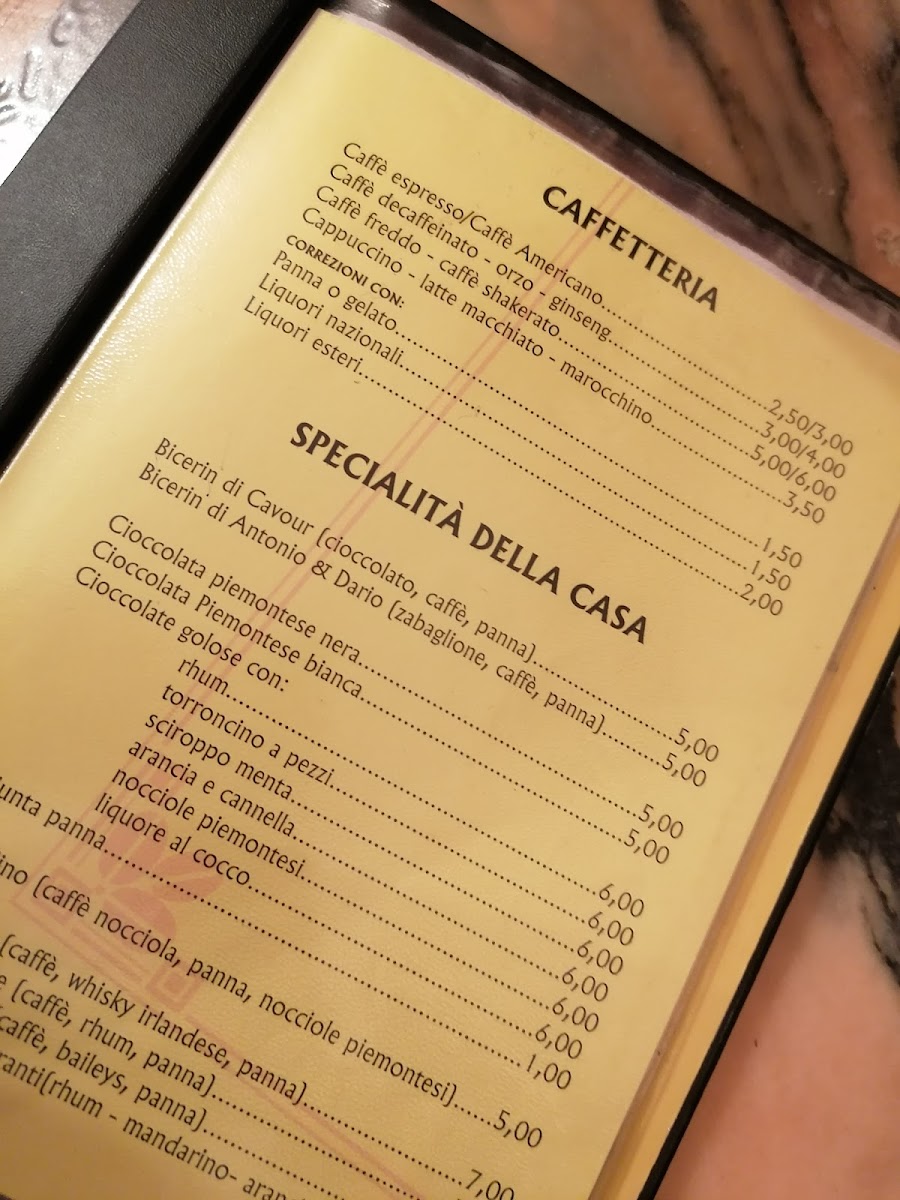 CAFFETTERIA
Caffè espresso/Caffè Americano 2,50/3,00
Caffè decaffeinato - orzo - ginseng 3,00/4,00
Caffè freddo - caffè shakerato 5,00/6,00
Cappuccino - latte macchiato - marocchino 3,50
CORREZIONI CON:
Panna o gelato 1,50
Liquori nazionali 1,50
Liquori esteri 2,00
SPECIALITÀ DELLA CASA
Bicerin di Cavour [cioccolato, caffè, panna] 5,00
Bicerin di Antonio & Dario [zabaglione, caffè, panna] 5,00
Cioccolata piemontese nera 5,00
Cioccolata Piemontese bianca 5,00
Cioccolate golose con:
rhum 6,00
torroncino a pezzi 6,00
sciroppo menta 6,00
arancia e cannella 6,00
nocciole piemontesi 6,00
liquore al cocco 6,00
unta panna 1,00
ino [caffè nocciola, panna, nocciole piemontesi] 5,00
[caffè, whisky irlandese, panna] 7,00
e [caffè, rhum, panna]
caffè, baileys, panna]
ranti[rhum - mandarino- aran